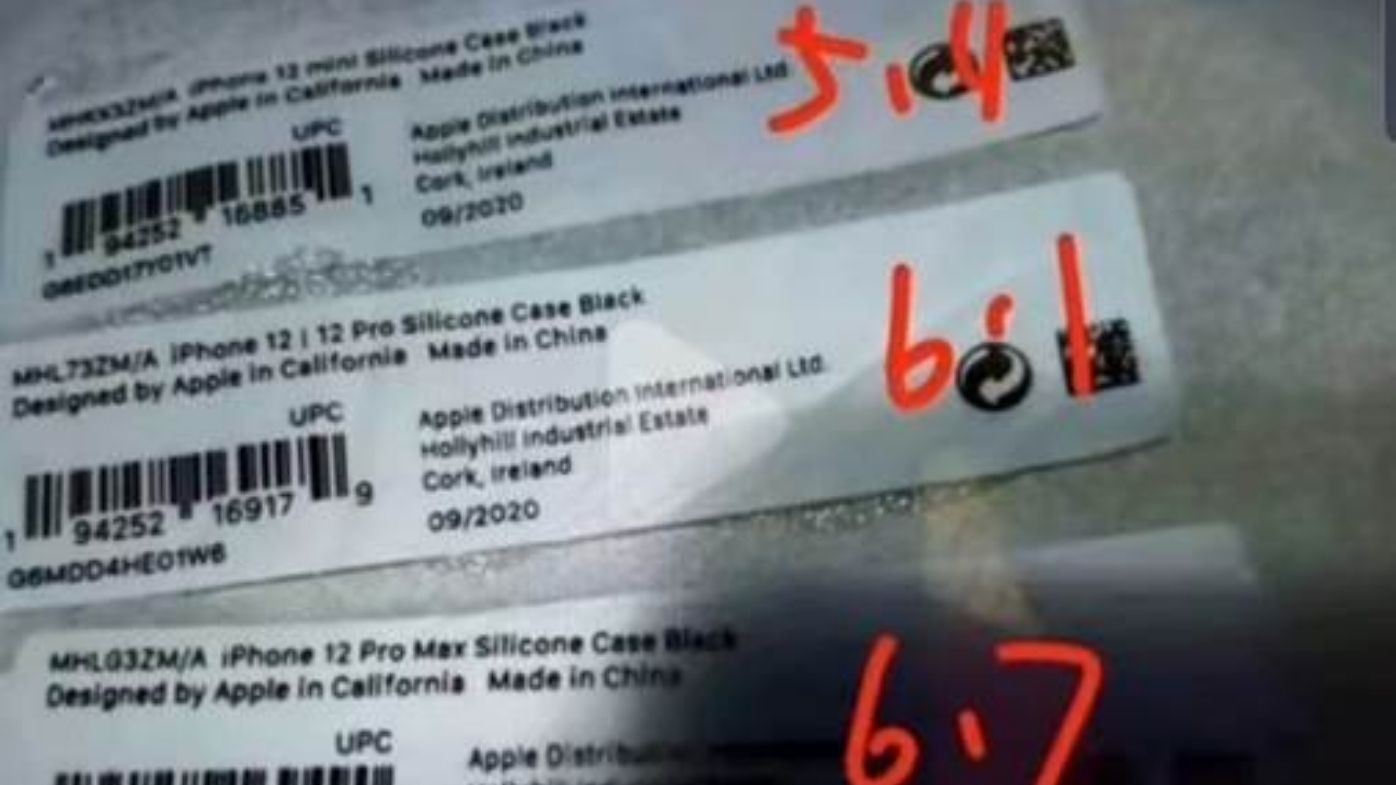 MHKX3ZM/A iPhone 12 mini Silicone Case Black
Designed by Apple in California Made in China
UPC
1 94252 16885 1
Apple Distribution International Ltd.
Hollyhill Industrial Estate
Cork, Ireland
09/2020
5.4
MHL73ZM/A iPhone 12 | 12 Pro Silicone Case Black
Designed by Apple in California Made in China
UPC
1 94252 16917 9
G6MDD4HE01W6
Apple Distribution International Ltd.
Hollyhill Industrial Estate
Cork, Ireland
09/2020
6.1
MHLG3ZM/A iPhone 12 Pro Max Silicone Case Black
Designed by Apple in California Made in China
UPC
Apple
6.7